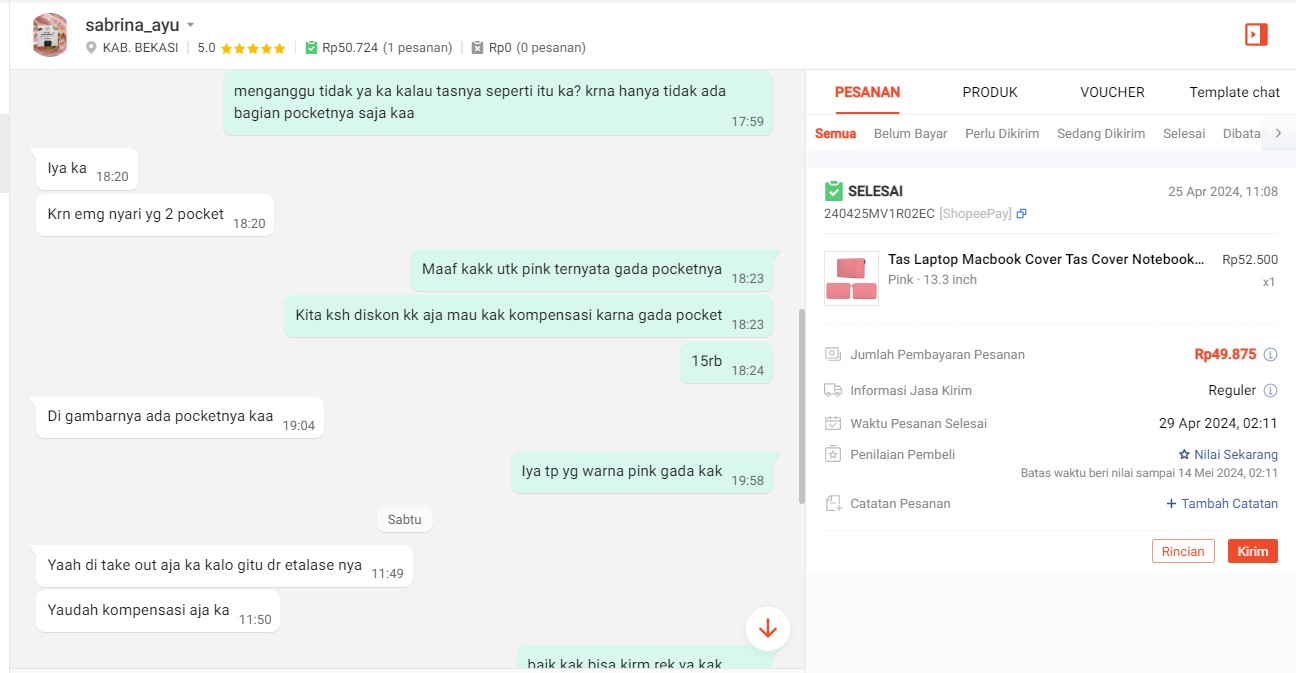 sabrina_ayu
KAB. BEKASI 5.0 Rp50.724 (1 pesanan) Rp0 (0 pesanan)
menganggu tidak ya ka kalau tasnya seperti itu ka? krna hanya tidak ada
bagian pocketnya saja kaa
17:59
Iya ka 18:20
Krn emg nyari yg 2 pocket 18:20
Maaf kakk utk pink ternyata gada pocketnya 18:23
Kita ksh diskon kk aja mau kak kompensasi karna gada pocket 18:23
15rb 18:24
Di gambarnya ada pocketnya kaa 19:04
Iya tp yg warna pink gada kak 19:58
Sabtu
Yaah di take out aja ka kalo gitu dr etalase nya 11:49
Yaudah kompensasi aja ka 11:50
baik kak bisa kirm rek ya kak
PESANAN PRODUK VOUCHER Template chat
Semua Belum Bayar Perlu Dikirim Sedang Dikirim Selesai Dibata
SELESAI 25 Apr 2024, 11:08
240425MV1R02EC [ShopeePay]
Tas Laptop Macbook Cover Tas Cover Notebook... Rp52.500
Pink · 13.3 inch x1
Jumlah Pembayaran Pesanan Rp49.875
Informasi Jasa Kirim Reguler
Waktu Pesanan Selesai 29 Apr 2024, 02:11
Penilaian Pembeli Nilai Sekarang
Batas waktu beri nilai sampai 14 Mei 2024, 02:11
Catatan Pesanan + Tambah Catatan
Rincian Kirim